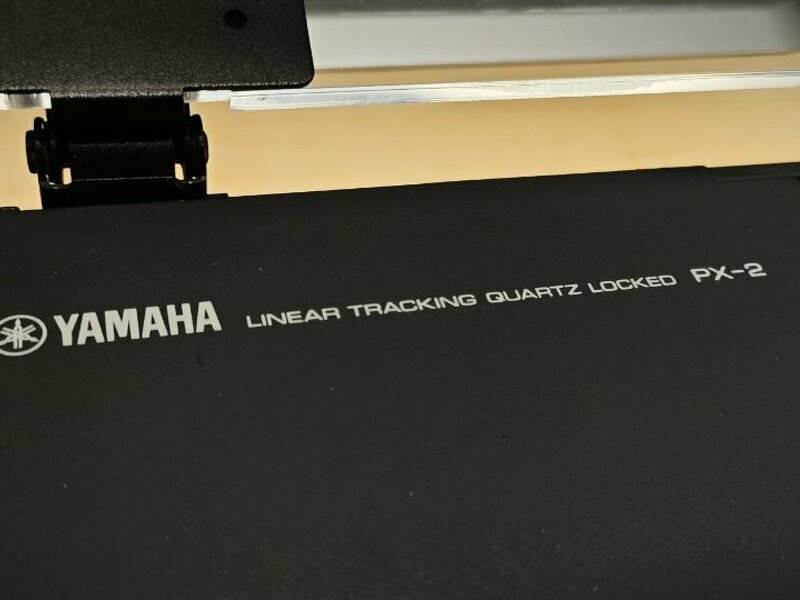 YAMAHA LINEAR TRACKING QUARTZ LOCKED PX-2